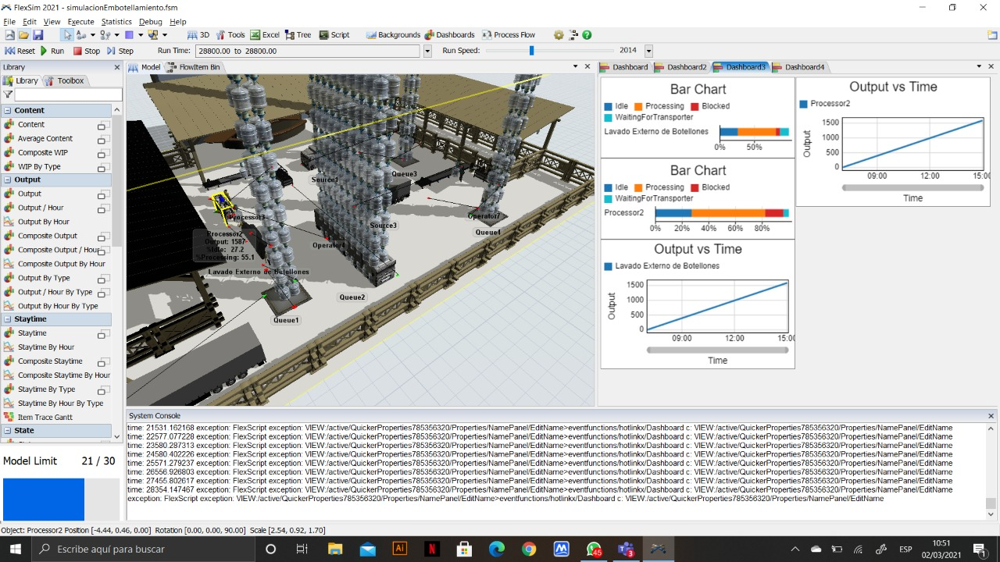 FlexSim 2021 - simulacionEmbotellamiento.fsm
File Edit View Execute Statistics Debug Help
3D Tools Excel Tree Script Backgrounds Dashboards Process Flow
Reset Run Stop Step Run Time: 28800.00 to 28800.00 Run Speed: 2014
Library
Library Toolbox
Content
Content
Average Content
Composite WIP
WIP By Type
Output
Output
Output / Hour
Output By Hour
Composite Output
Composite Output / Hour
Composite Output By Hour
Output By Type
Output / Hour By Type
Output By Hour By Type
Staytime
Staytime
Staytime By Hour
Composite Staytime
Composite Staytime By Hour
Staytime By Type
Staytime By Hour By Type
Item Trace Gantt
State
Model Limit 21 / 30
Model FlowItem Bin
Source1
Queue3
Processor3
Operator7
Source3
Queue4
Processor2
Output: 1587
%Idle: 27.2
%Processing: 55.1
Operator4
Lavado Externo de Botellones
Queue2
Queue1
Dashboard Dashboard2 Dashboard3 Dashboard4
Bar Chart
Idle Processing Blocked
WaitingForTransporter
Lavado Externo de Botellones
0% 50%
Output vs Time
Processor2
Output
1500
1000
500
0
09:00 12:00 15:00
Time
Bar Chart
Idle Processing Blocked
WaitingForTransporter
Processor2
0% 20% 40% 60% 80%
Output vs Time
Lavado Externo de Botellones
Output
1500
1000
500
0
09:00 12:00 15:00
Time
System Console
time: 21531.162168 exception: FlexScript exception: VIEW:/active/QuickerProperties785356320/Properties/NamePanel/EditName>eventfunctions/hotlinkx/Dashboard c: VIEW:/active/QuickerProperties785356320/Properties/NamePanel/EditName
time: 22577.077228 exception: FlexScript exception: VIEW:/active/QuickerProperties785356320/Properties/NamePanel/EditName>eventfunctions/hotlinkx/Dashboard c: VIEW:/active/QuickerProperties785356320/Properties/NamePanel/EditName
time: 23580.287313 exception: FlexScript exception: VIEW:/active/QuickerProperties785356320/Properties/NamePanel/EditName>eventfunctions/hotlinkx/Dashboard c: VIEW:/active/QuickerProperties785356320/Properties/NamePanel/EditName
time: 24580.402226 exception: FlexScript exception: VIEW:/active/QuickerProperties785356320/Properties/NamePanel/EditName>eventfunctions/hotlinkx/Dashboard c: VIEW:/active/QuickerProperties785356320/Properties/NamePanel/EditName
time: 25571.279237 exception: FlexScript exception: VIEW:/active/QuickerProperties785356320/Properties/NamePanel/EditName>eventfunctions/hotlinkx/Dashboard c: VIEW:/active/QuickerProperties785356320/Properties/NamePanel/EditName
time: 26556.926803 exception: FlexScript exception: VIEW:/active/QuickerProperties785356320/Properties/NamePanel/EditName>eventfunctions/hotlinkx/Dashboard c: VIEW:/active/QuickerProperties785356320/Properties/NamePanel/EditName
time: 27455.802617 exception: FlexScript exception: VIEW:/active/QuickerProperties785356320/Properties/NamePanel/EditName>eventfunctions/hotlinkx/Dashboard c: VIEW:/active/QuickerProperties785356320/Properties/NamePanel/EditName
time: 28354.147467 exception: FlexScript exception: VIEW:/active/QuickerProperties785356320/Properties/NamePanel/EditName>eventfunctions/hotlinkx/Dashboard c: VIEW:/active/QuickerProperties785356320/Properties/NamePanel/EditName
exception: FlexScript exception: VIEW:/active/QuickerProperties785356320/Properties/NamePanel/EditName>eventfunctions/hotlinkx/Dashboard c: VIEW:/active/QuickerProperties785356320/Properties/NamePanel/EditName
Object: Processor2 Position [-4.44, 0.46, 0.00] Rotation [0.00, 0.00, 90.00] Scale [2.54, 0.92, 1.70]
Escribe aquí para buscar
Ai
N
45
3
ESP
10:51
02/03/2021
1